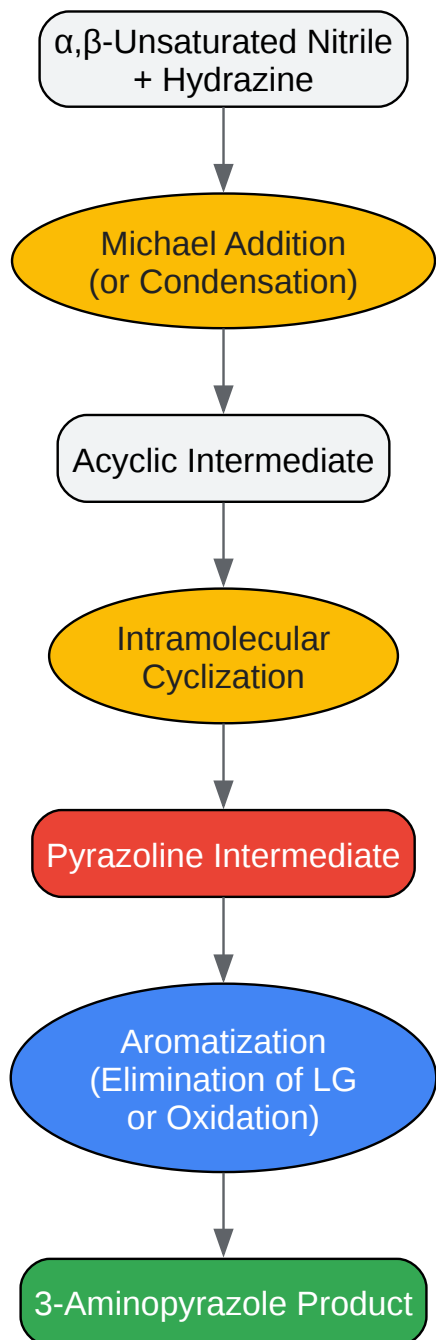 α,β-Unsaturated Nitrile
+ Hydrazine
Michael Addition
(or Condensation)
Acyclic Intermediate
Intramolecular
Cyclization
Pyrazoline Intermediate
Aromatization
(Elimination of LG
or Oxidation)
3-Aminopyrazole Product